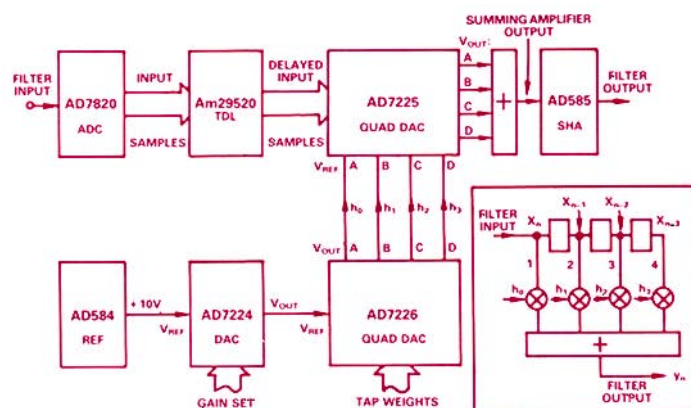 SUMMING AMPLIFIER
OUTPUT
VOUT:
FILTER
INPUT
INPUT
DELAYED
INPUT
A
B
C
D
AD7820
ADC
Am29520
TDL
AD7225
QUAD DAC
+
AD585
SHA
FILTER
OUTPUT
SAMPLES
SAMPLES
VREF A B C D
h0 h1 h2 h3
VOUT A B C D
AD584
REF
+ 10V
VREF
AD7224
DAC
VOUT
VREF
AD7226
QUAD DAC
GAIN SET
TAP WEIGHTS
FILTER
INPUT
Xn Xn-1 Xn-2 Xn-3
1 2 3 4
h0 h1 h2 h3
+
FILTER
OUTPUT
yn